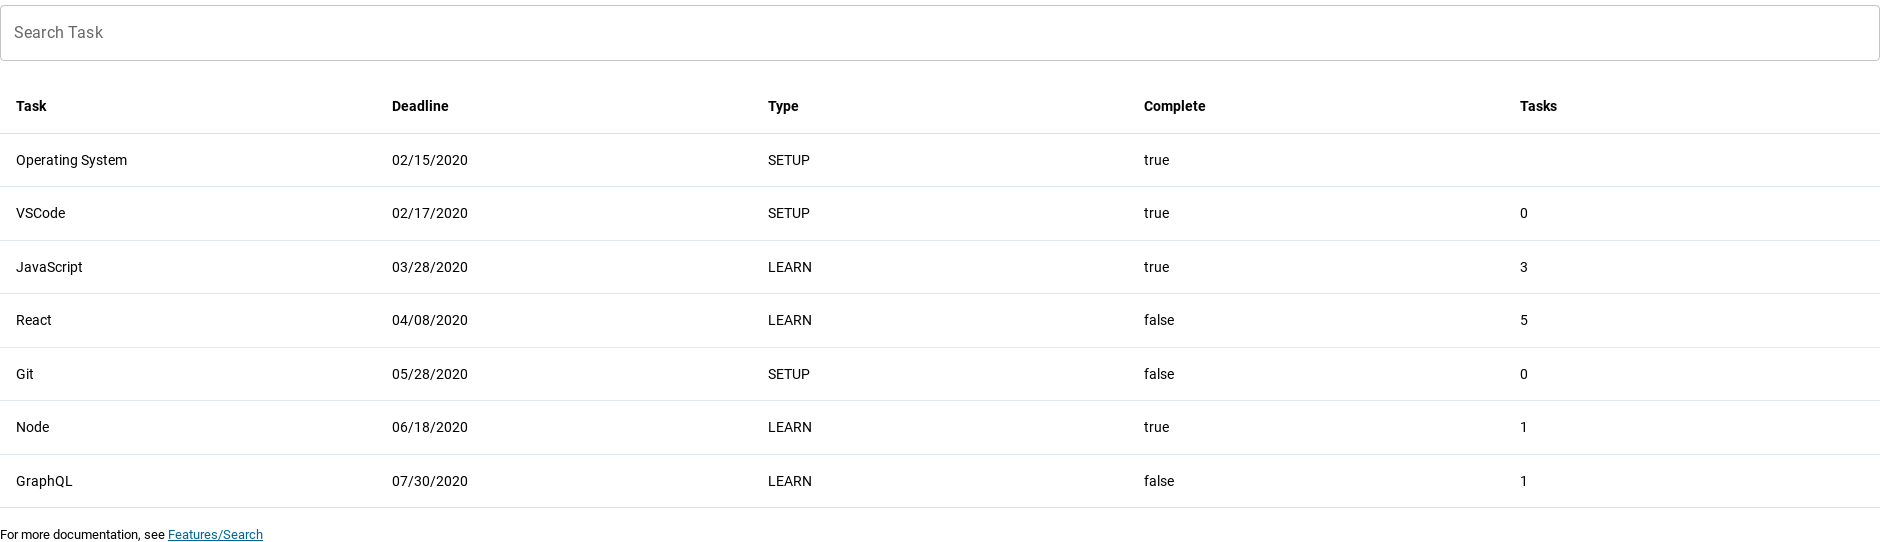 Search Task
Task Deadline Type Complete Tasks
Operating System 02/15/2020 SETUP true
VSCode 02/17/2020 SETUP true 0
JavaScript 03/28/2020 LEARN true 3
React 04/08/2020 LEARN false 5
Git 05/28/2020 SETUP false 0
Node 06/18/2020 LEARN true 1
GraphQL 07/30/2020 LEARN false 1
For more documentation, see Features/Search